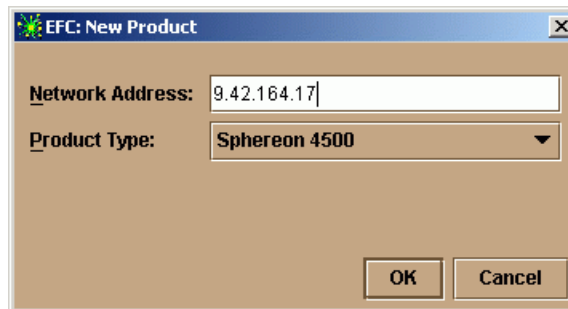 EFC: New Product
Network Address: 9.42.164.17
Product Type: Sphereon 4500
OK Cancel